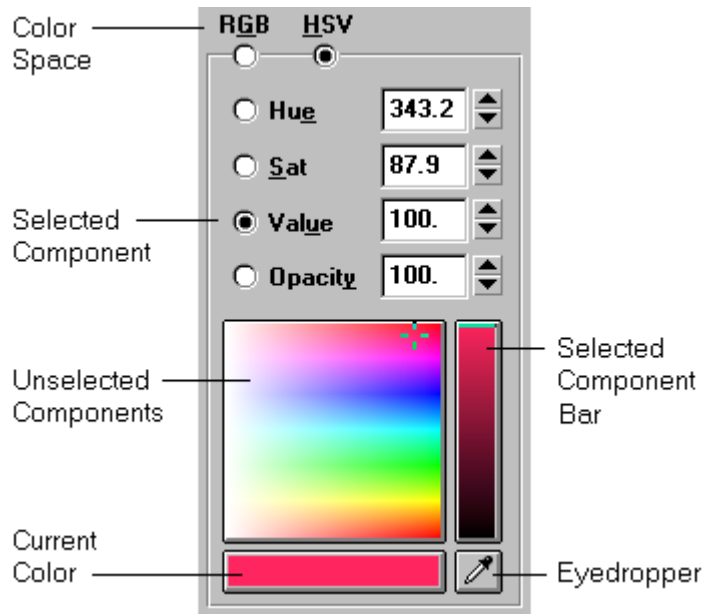 Color
Space
RGB HSV
Hue 343.2
Sat 87.9
Selected
Component
Value 100.
Opacity 100.
Unselected
Components
Selected
Component
Bar
Current
Color
Eyedropper